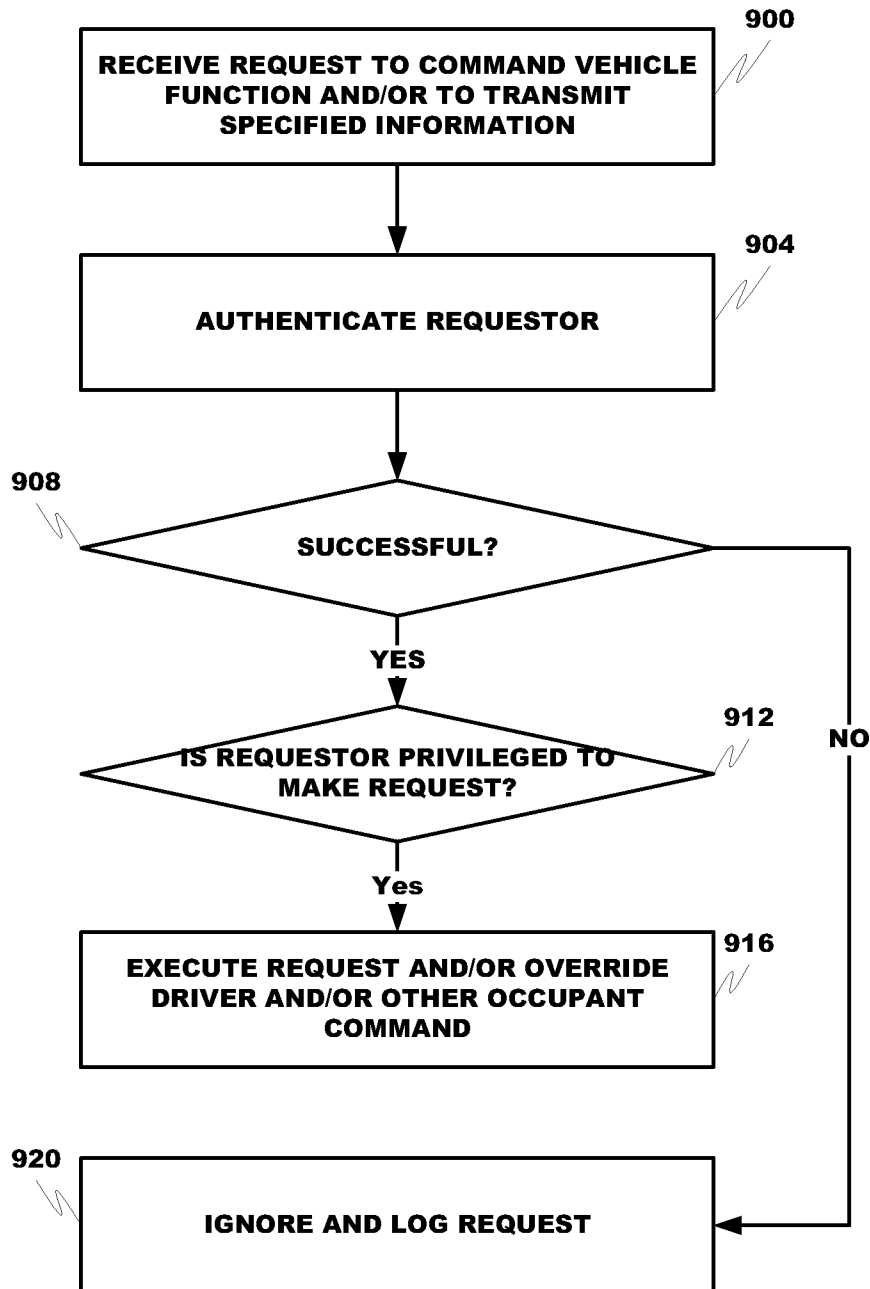 900
RECEIVE REQUEST TO COMMAND VEHICLE
FUNCTION AND/OR TO TRANSMIT
SPECIFIED INFORMATION
904
AUTHENTICATE REQUESTOR
908
SUCCESSFUL?
YES
NO
912
IS REQUESTOR PRIVILEGED TO
MAKE REQUEST?
Yes
916
EXECUTE REQUEST AND/OR OVERRIDE
DRIVER AND/OR OTHER OCCUPANT
COMMAND
920
IGNORE AND LOG REQUEST